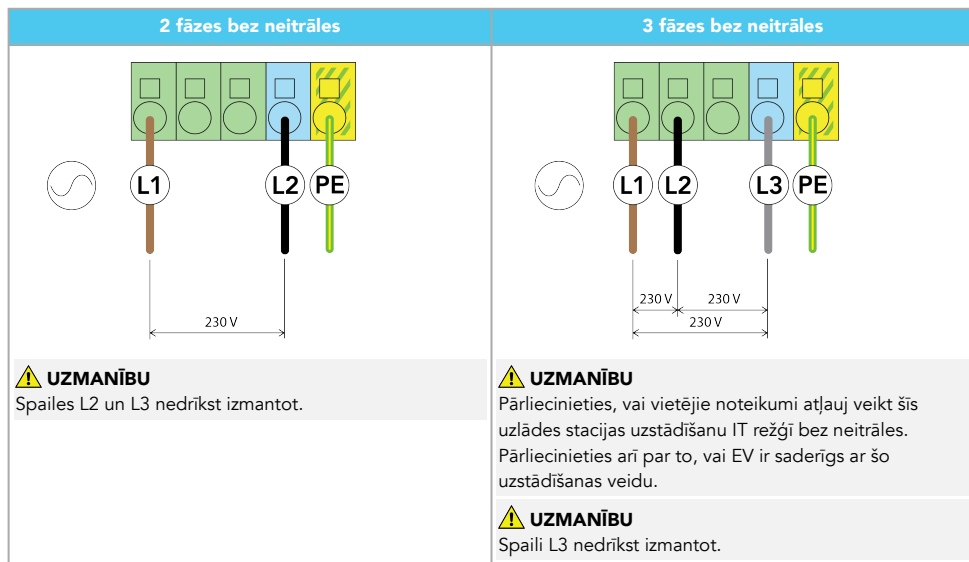 2 fāzes bez neitrāles
L1
L2
PE
230 V
UZMANĪBU
Spailes L2 un L3 nedrīkst izmantot.
3 fāzes bez neitrāles
L1
L2
L3
PE
230 V
230 V
230 V
UZMANĪBU
Pārliecinieties, vai vietējie noteikumi atļauj veikt šīs
uzlādes stacijas uzstādīšanu IT režģī bez neitrāles.
Pārliecinieties arī par to, vai EV ir saderīgs ar šo
uzstādīšanas veidu.
UZMANĪBU
Spaili L3 nedrīkst izmantot.